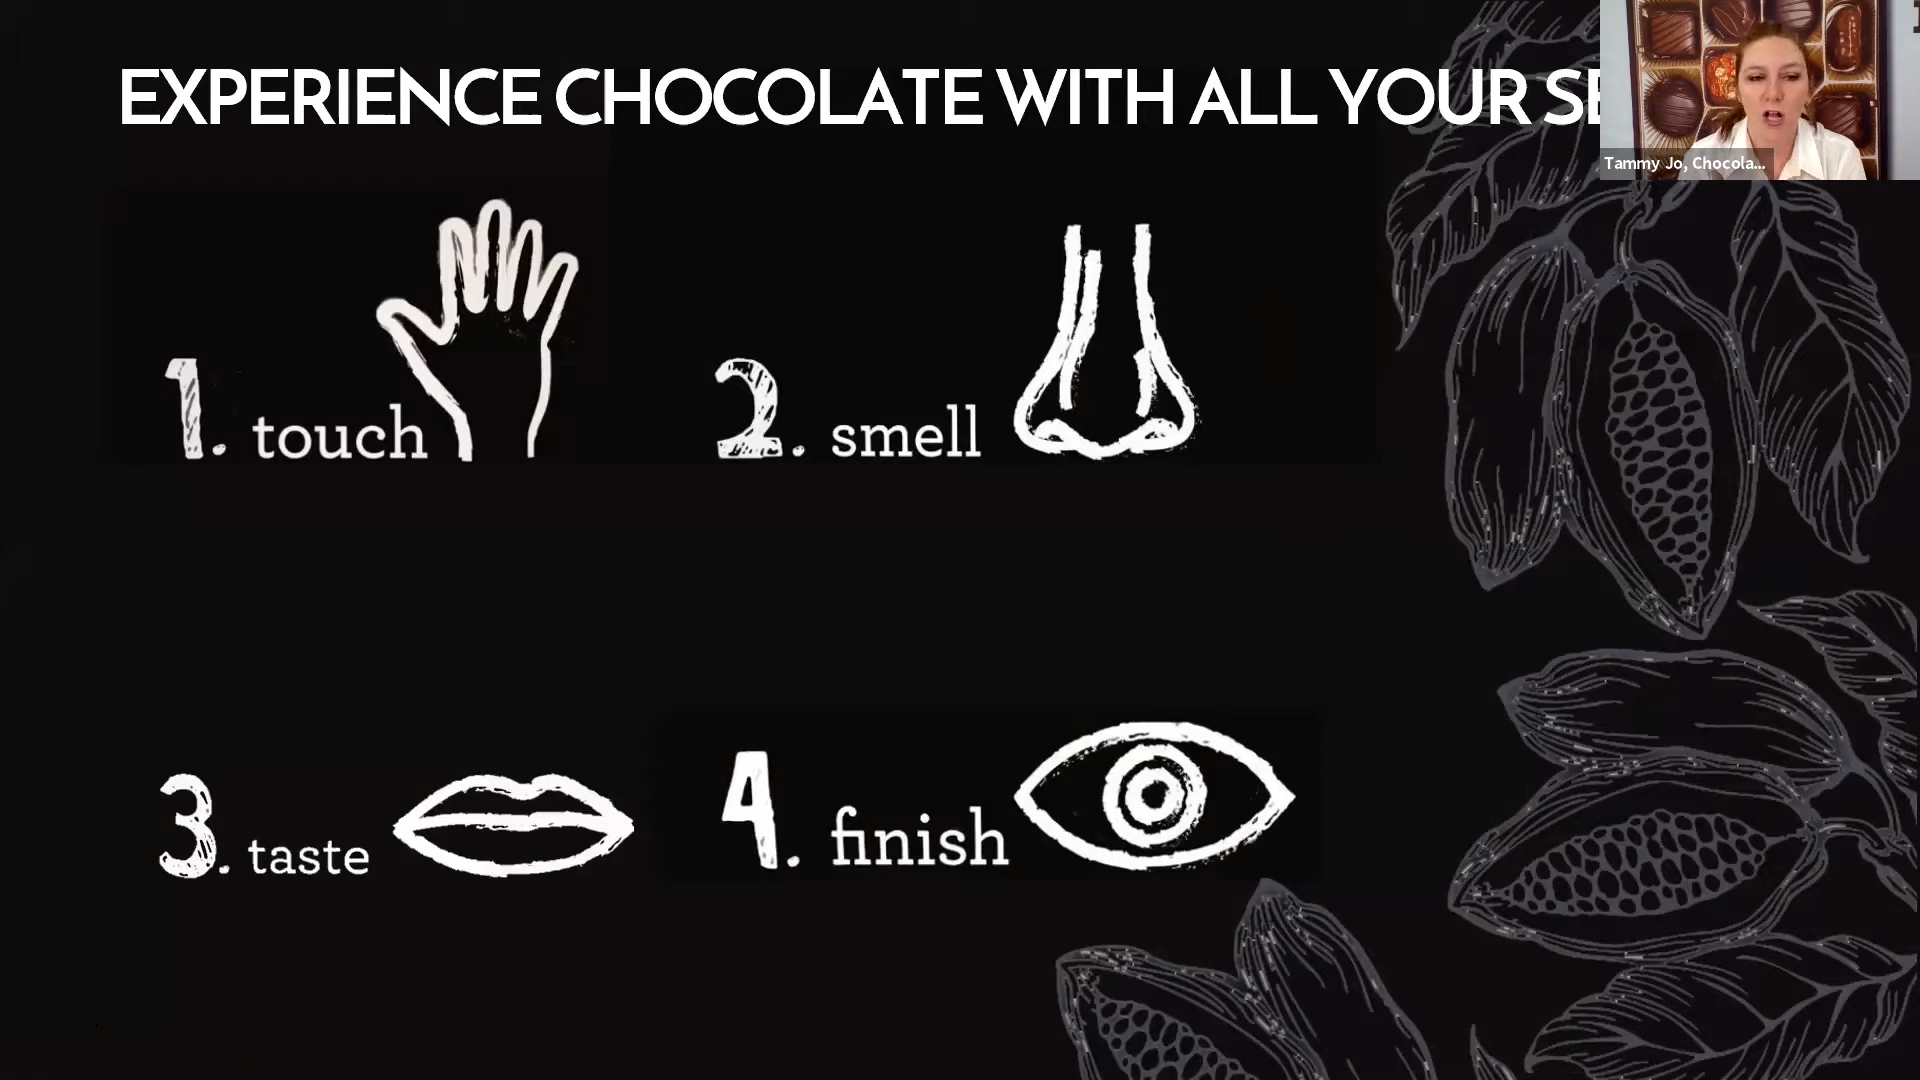 EXPERIENCE CHOCOLATE WITH ALL YOUR SE
Tammy Jo, Chocola...
1. touch
2. smell
3. taste
4. finish